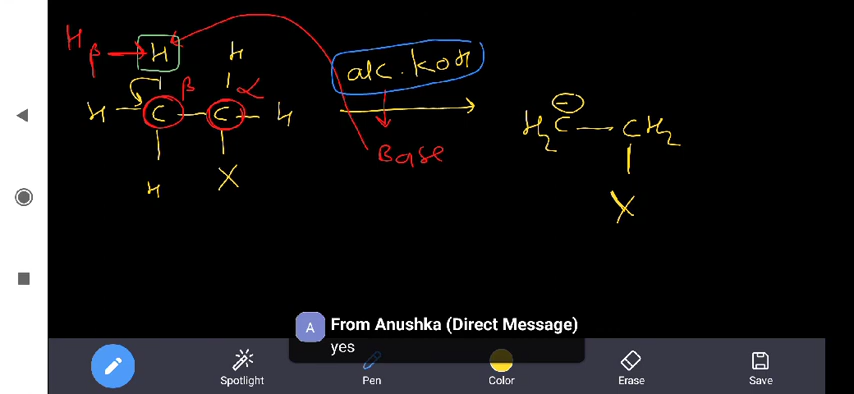 Hβ H H
alc. KOH
H C β C α H
H₂C⊖ — CH₂
Base
H X
X
A From Anushka (Direct Message)
yes
Spotlight Pen Color Erase Save